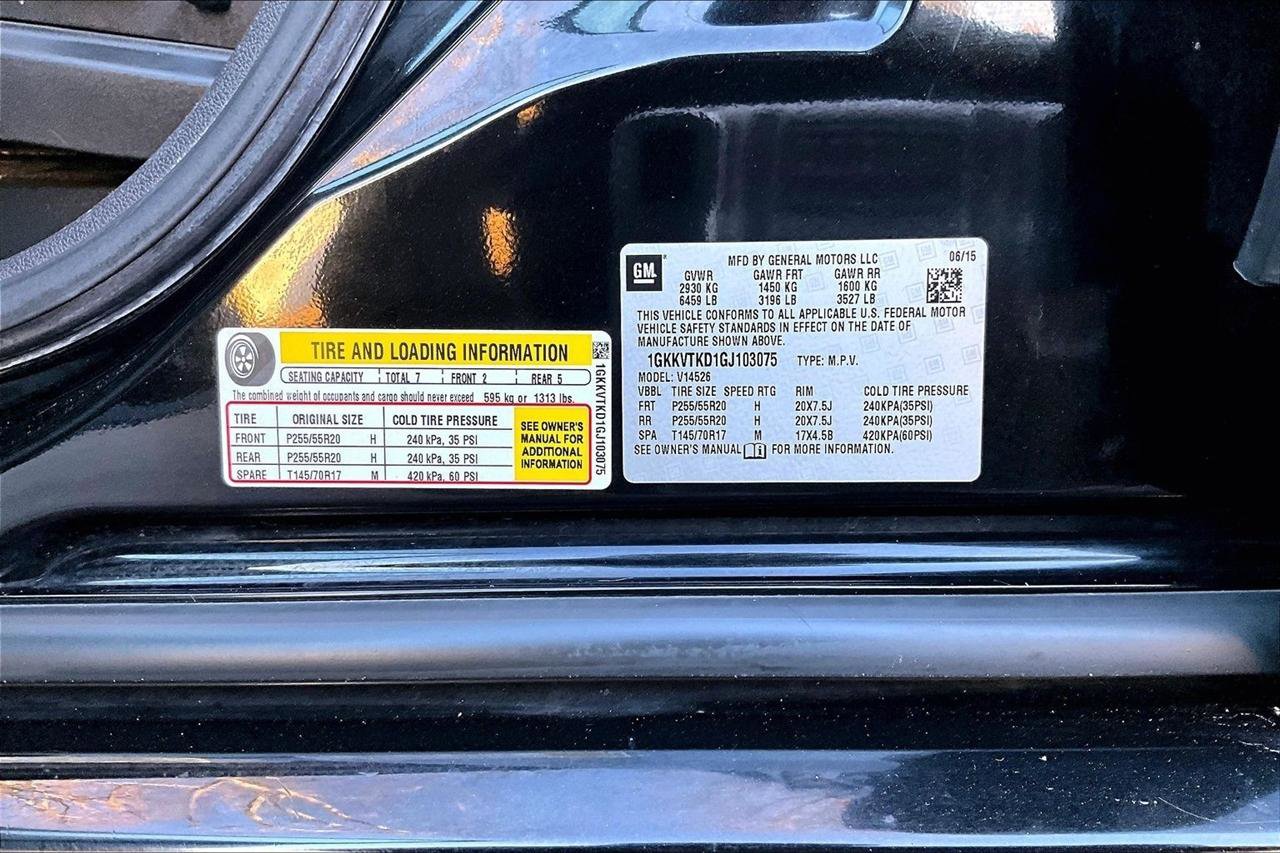 TIRE AND LOADING INFORMATION
SEATING CAPACITY TOTAL 7 FRONT 2 REAR 5
The combined weight of occupants and cargo should never exceed 595 kg or 1313 lbs.
TIRE ORIGINAL SIZE COLD TIRE PRESSURE
FRONT P255/55R20 H 240 kPa, 35 PSI
REAR P255/55R20 H 240 kPa, 35 PSI
SPARE T145/70R17 M 420 kPa, 60 PSI
SEE OWNER'S
MANUAL FOR
ADDITIONAL
INFORMATION
1GKKVTKD1GJ103075
GM
MFD BY GENERAL MOTORS LLC 06/15
GVWR GAWR FRT GAWR RR
2930 KG 1450 KG 1600 KG
6459 LB 3196 LB 3527 LB
THIS VEHICLE CONFORMS TO ALL APPLICABLE U.S. FEDERAL MOTOR
VEHICLE SAFETY STANDARDS IN EFFECT ON THE DATE OF
MANUFACTURE SHOWN ABOVE.
1GKKVTKD1GJ103075 TYPE: M.P.V.
MODEL: V14526
VBBL TIRE SIZE SPEED RTG RIM COLD TIRE PRESSURE
FRT P255/55R20 H 20X7.5J 240KPA(35PSI)
RR P255/55R20 H 20X7.5J 240KPA(35PSI)
SPA T145/70R17 M 17X4.5B 420KPA(60PSI)
SEE OWNER'S MANUAL FOR MORE INFORMATION.